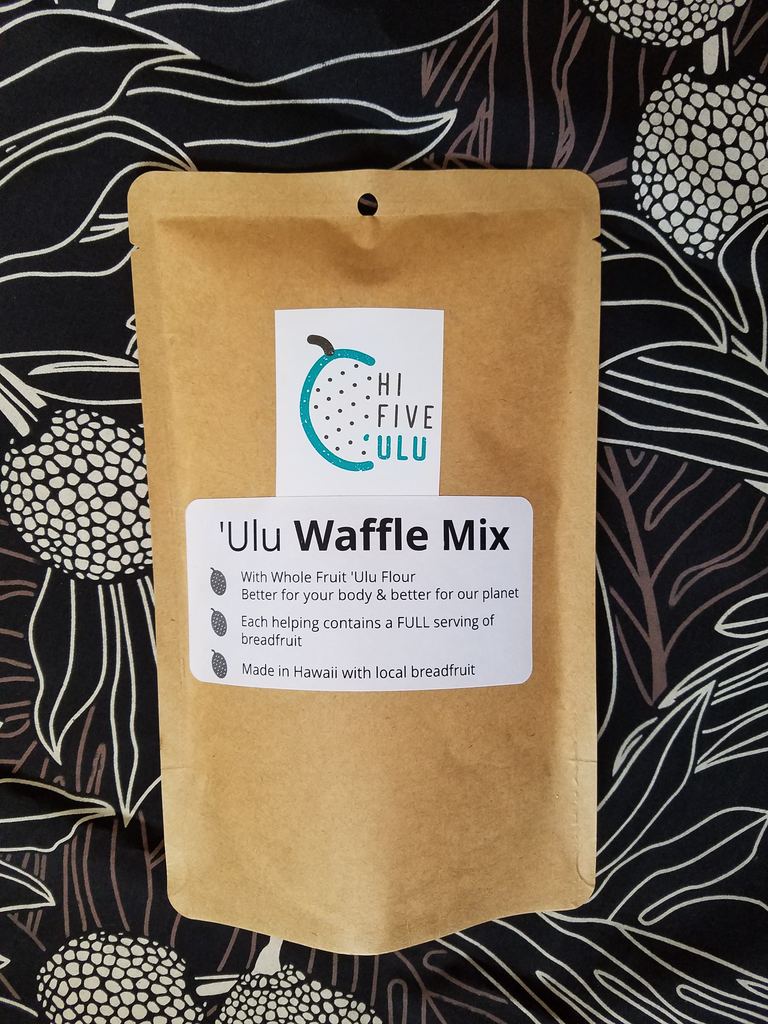 HI
FIVE
'ULU
'Ulu Waffle Mix
With Whole Fruit 'Ulu Flour
Better for your body & better for our planet
Each helping contains a FULL serving of
breadfruit
Made in Hawaii with local breadfruit